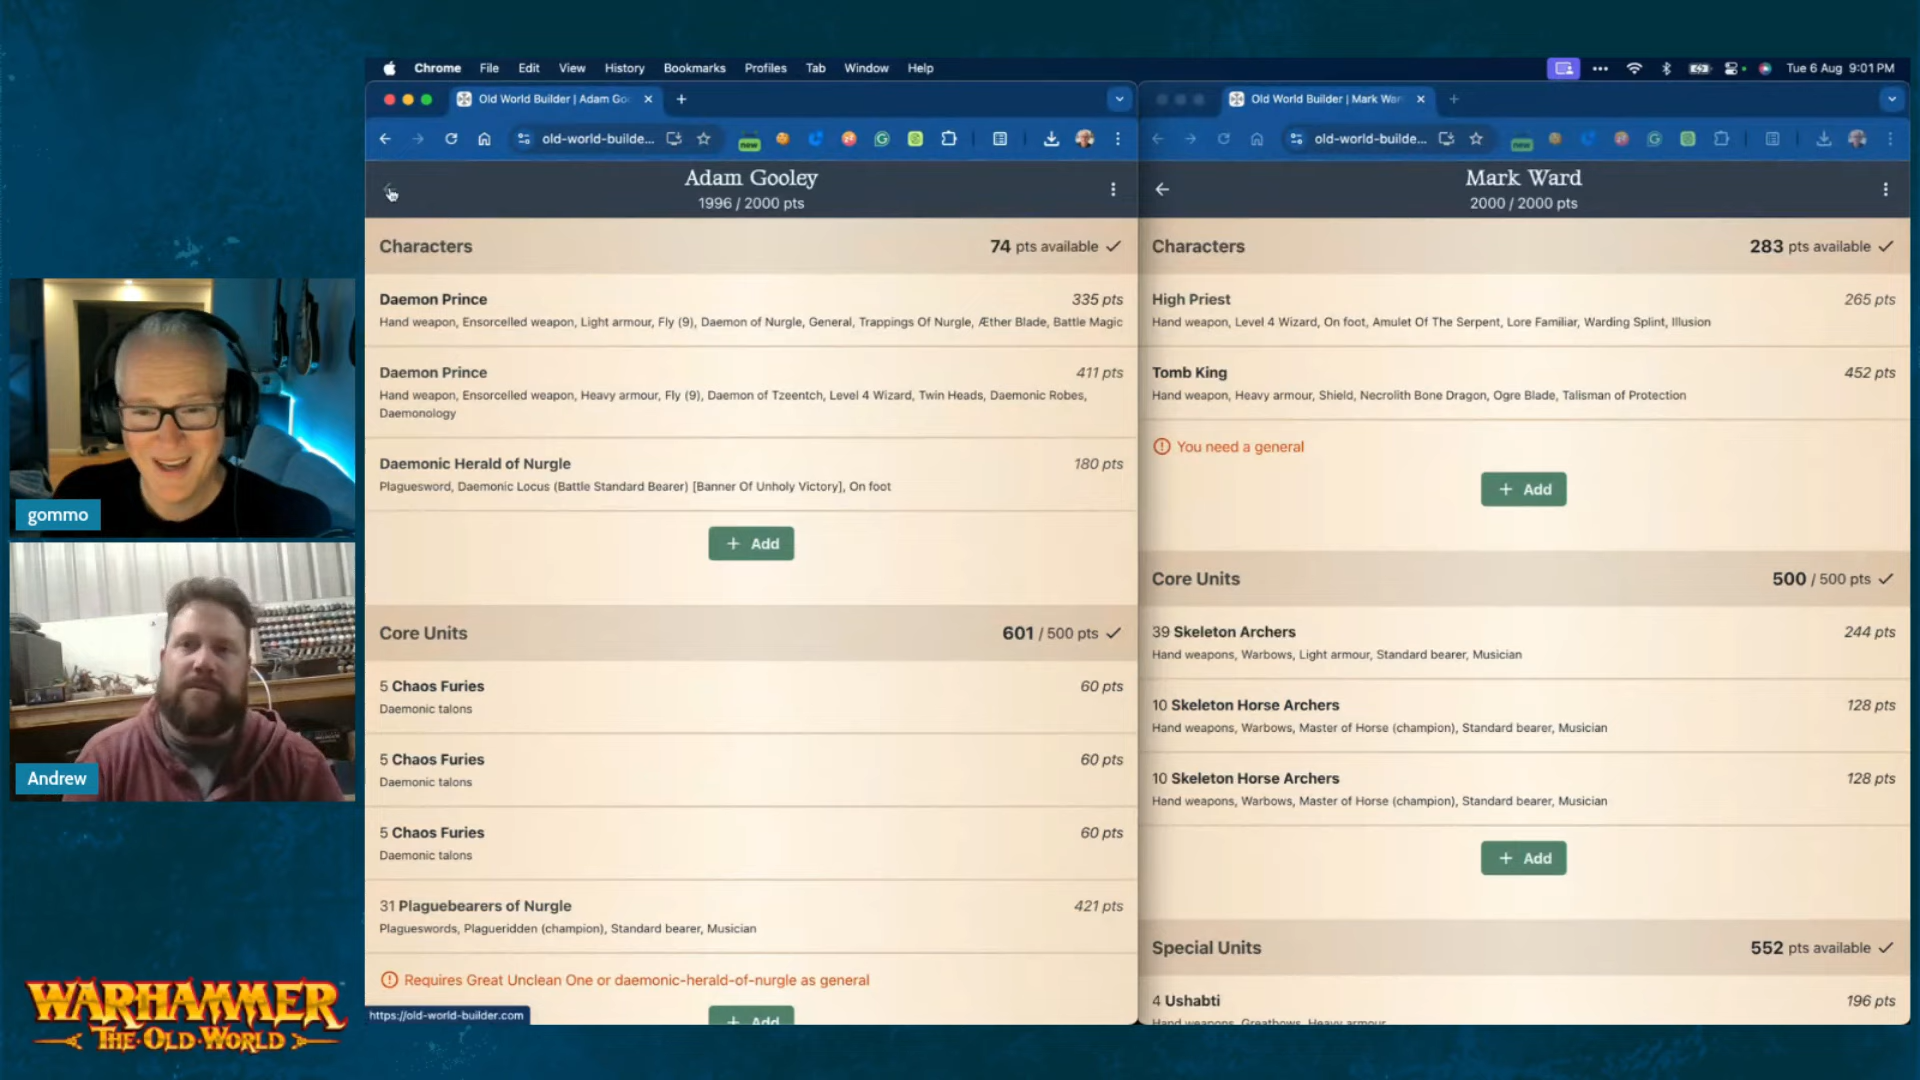 Chrome File Edit View History Bookmarks Profiles Tab Window Help
Tue 6 Aug 9:01 PM
Old World Builder | Adam Go
old-world-builde...
new
Adam Gooley
1996 / 2000 pts
Characters 74 pts available
Daemon Prince 335 pts
Hand weapon, Ensorcelled weapon, Light armour, Fly (9), Daemon of Nurgle, General, Trappings Of Nurgle, Æther Blade, Battle Magic
Daemon Prince 411 pts
Hand weapon, Ensorcelled weapon, Heavy armour, Fly (9), Daemon of Tzeentch, Level 4 Wizard, Twin Heads, Daemonic Robes,
Daemonology
Daemonic Herald of Nurgle 180 pts
Plaguesword, Daemonic Locus (Battle Standard Bearer) [Banner Of Unholy Victory], On foot
+ Add
Core Units 601 / 500 pts
5 Chaos Furies 60 pts
Daemonic talons
5 Chaos Furies 60 pts
Daemonic talons
5 Chaos Furies 60 pts
Daemonic talons
31 Plaguebearers of Nurgle 421 pts
Plagueswords, Plagueridden (champion), Standard bearer, Musician
Requires Great Unclean One or daemonic-herald-of-nurgle as general
+ Add
https://old-world-builder.com
Old World Builder | Mark War
old-world-builde...
new
Mark Ward
2000 / 2000 pts
Characters 283 pts available
High Priest 265 pts
Hand weapon, Level 4 Wizard, On foot, Amulet Of The Serpent, Lore Familiar, Warding Splint, Illusion
Tomb King 452 pts
Hand weapon, Heavy armour, Shield, Necrolith Bone Dragon, Ogre Blade, Talisman of Protection
You need a general
+ Add
Core Units 500 / 500 pts
39 Skeleton Archers 244 pts
Hand weapons, Warbows, Light armour, Standard bearer, Musician
10 Skeleton Horse Archers 128 pts
Hand weapons, Warbows, Master of Horse (champion), Standard bearer, Musician
10 Skeleton Horse Archers 128 pts
Hand weapons, Warbows, Master of Horse (champion), Standard bearer, Musician
+ Add
Special Units 552 pts available
4 Ushabti 196 pts
Hand weapons, Greatbows, Heavy armour
gommo
Andrew
WARHAMMER
THE·OLD·WORLD